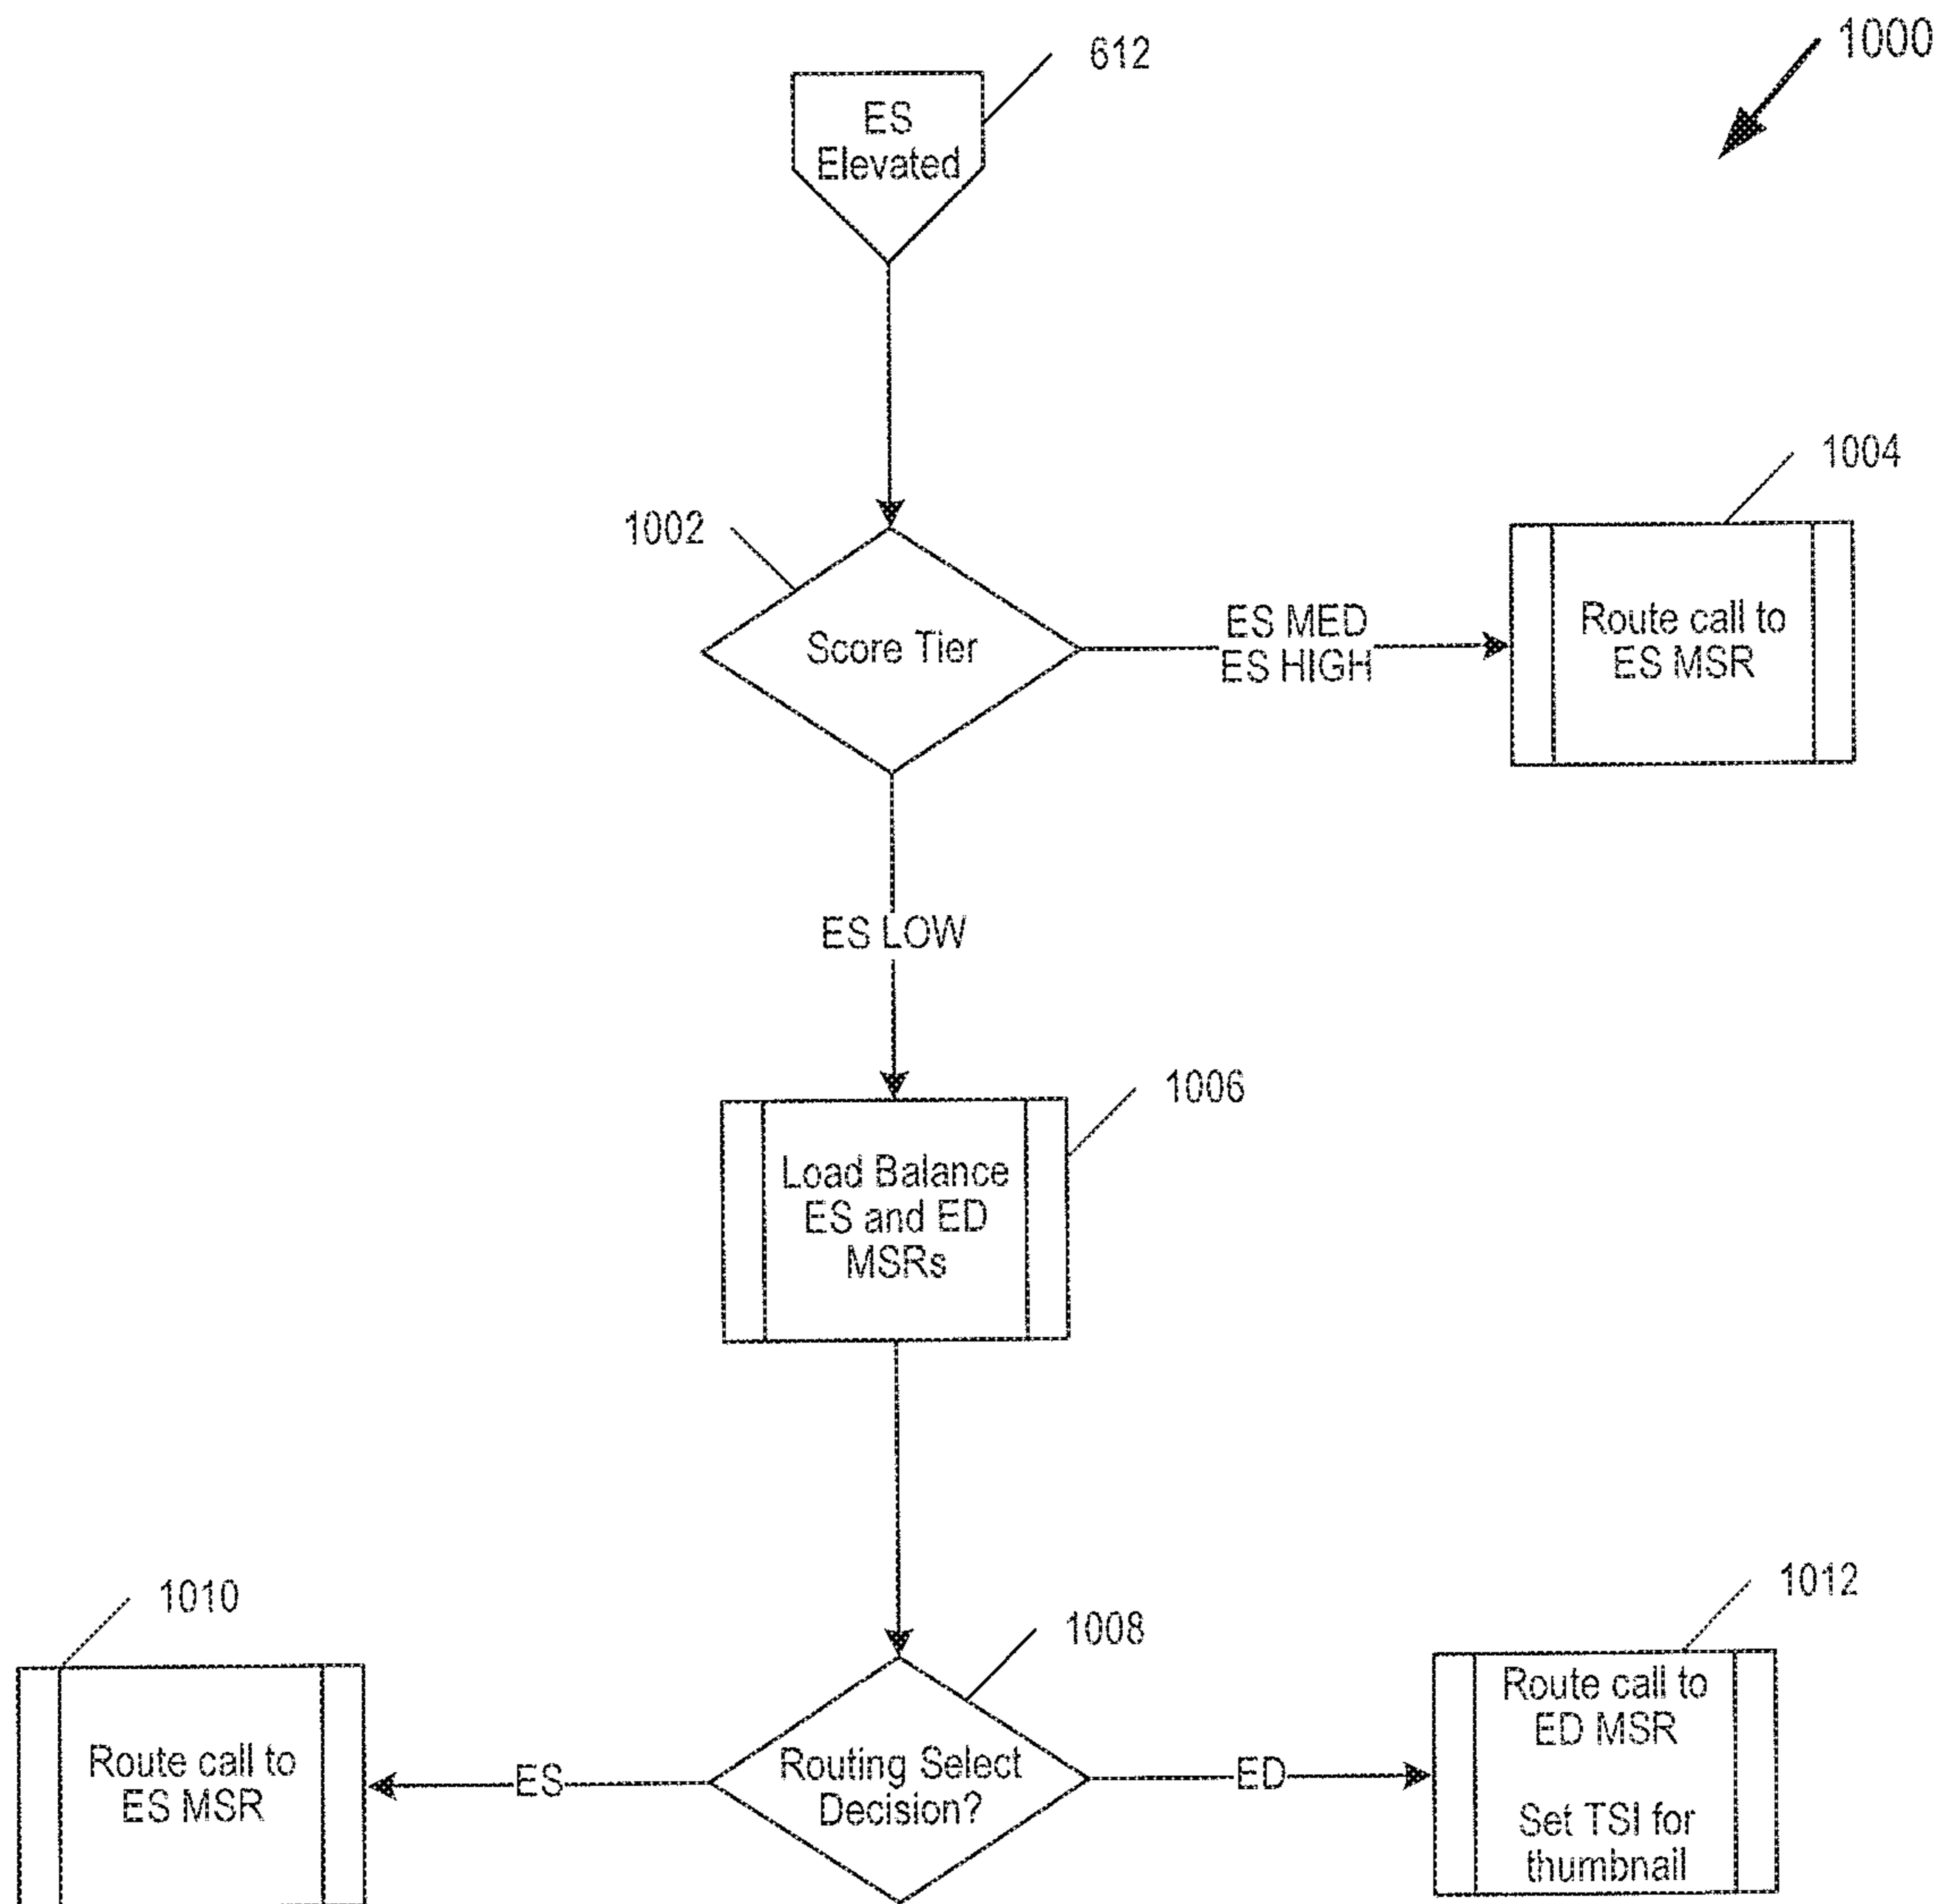 1000
612
ES
Elevated
1002
Score Tier
ES MED
ES HIGH
1004
Route call to
ES MSR
ES LOW
1006
Load Balance
ES and ED
MSRs
1008
Routing Select
Decision?
ES
1010
Route call to
ES MSR
ED
1012
Route call to
ED MSR
Set TSI for
thumbnail